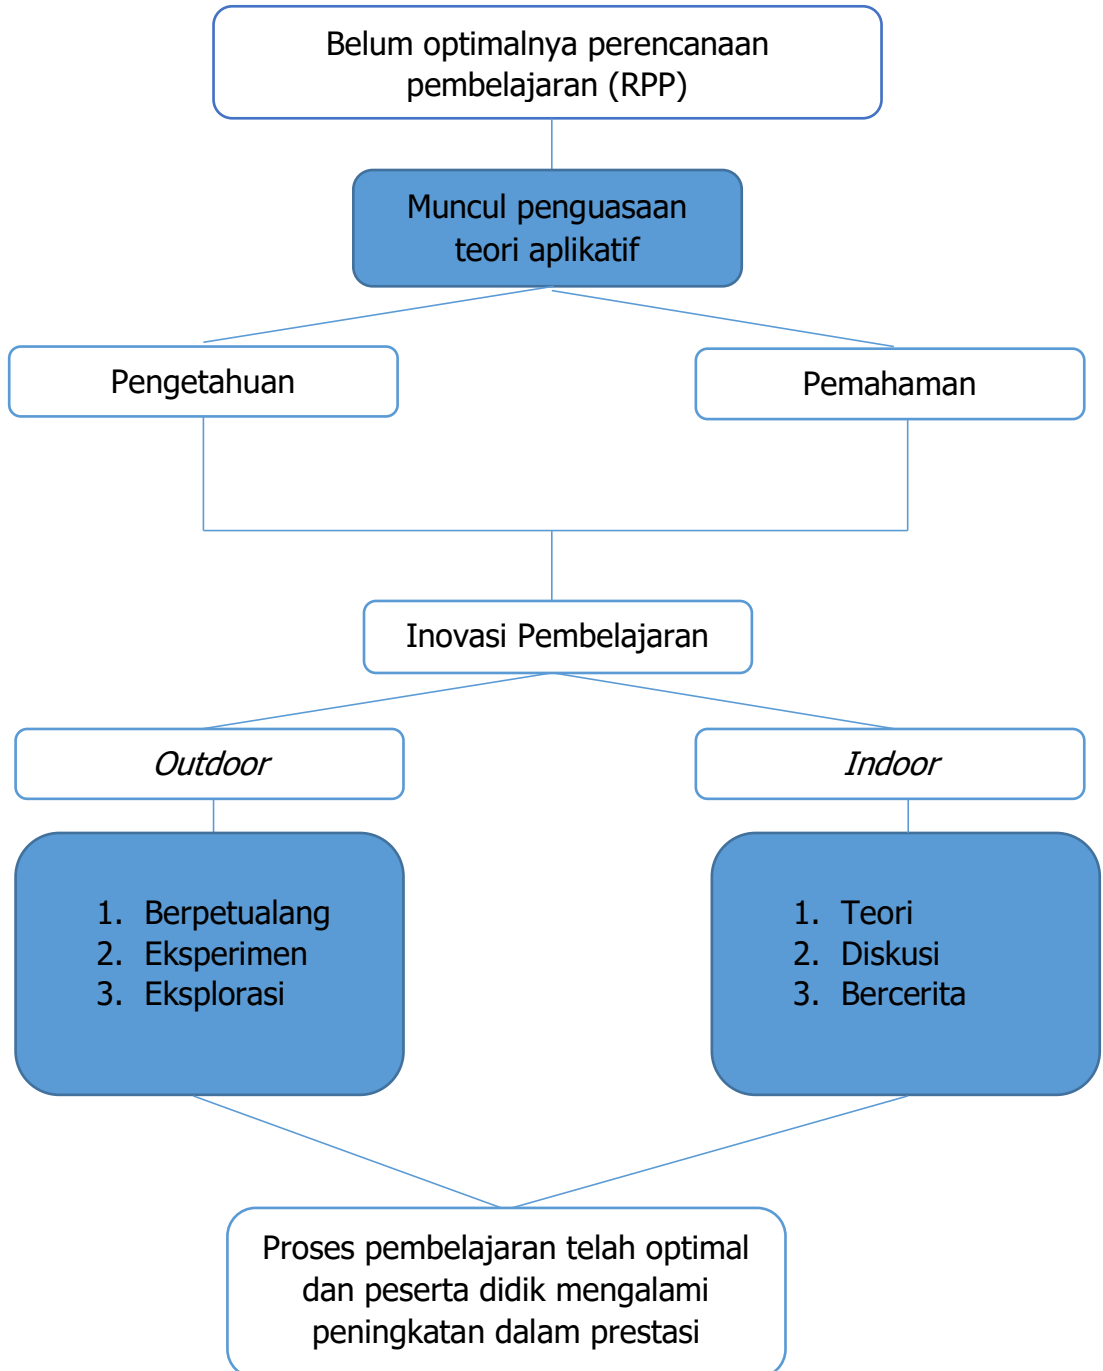 Belum optimalnya perencanaan
pembelajaran (RPP)
Muncul penguasaan
teori aplikatif
Pengetahuan
Pemahaman
Inovasi Pembelajaran
Outdoor
Indoor
1. Berpetualang
2. Eksperimen
3. Eksplorasi
1. Teori
2. Diskusi
3. Bercerita
Proses pembelajaran telah optimal
dan peserta didik mengalami
peningkatan dalam prestasi